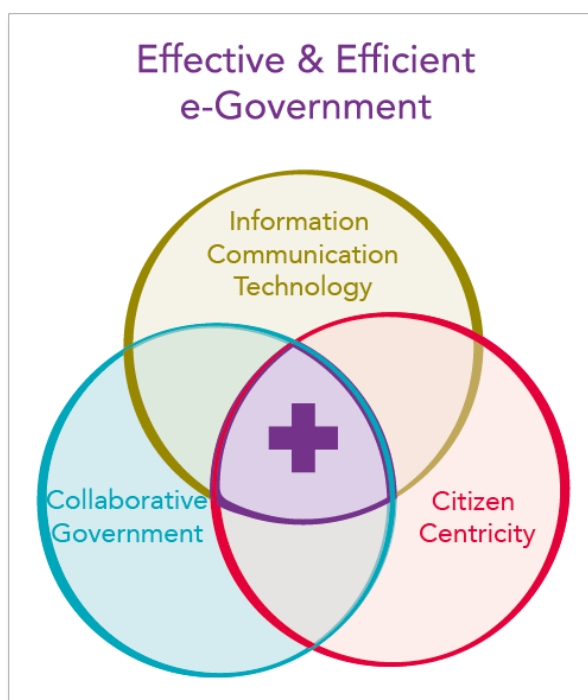 Effective & Efficient
e-Government
Information
Communication
Technology
Collaborative
Government
Citizen
Centricity